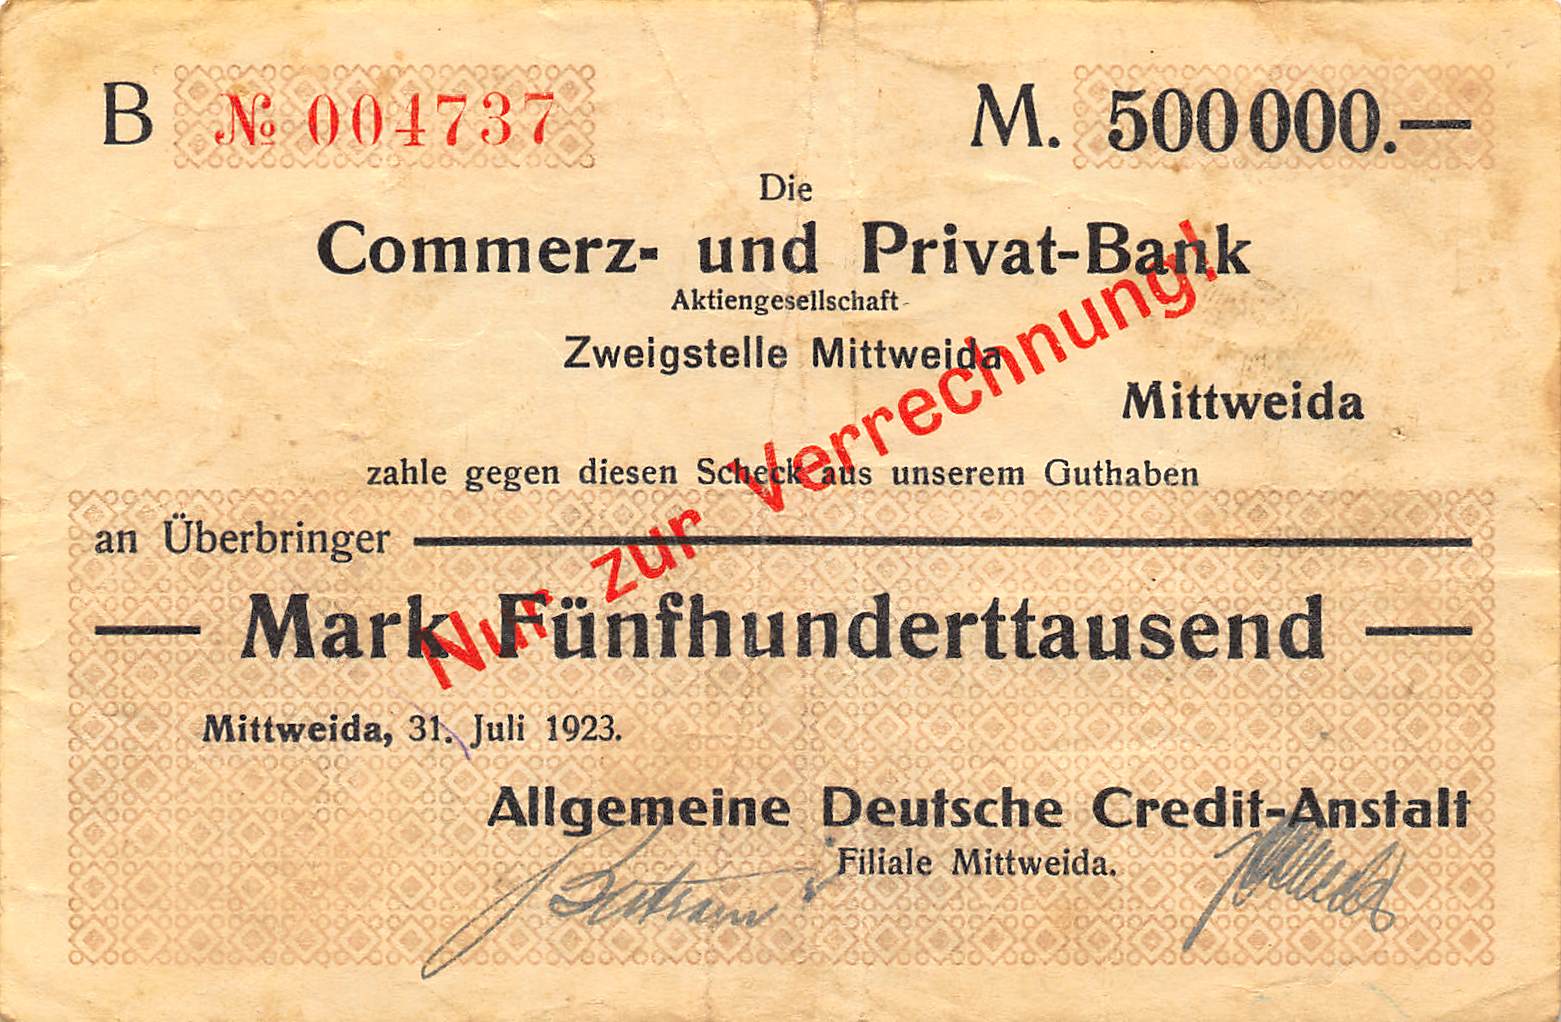 B № 004737 M. 500000.—
Die
Commerz- und Privat-Bank
Aktiengesellschaft
Zweigstelle Mittweida
Mittweida
zahle gegen diesen Scheck aus unserem Guthaben
an Überbringer
— Mark Fünfhunderttausend —
Nur zur Verrechnung!
Mittweida, 31. Juli 1923.
Allgemeine Deutsche Credit-Anstalt
Filiale Mittweida.